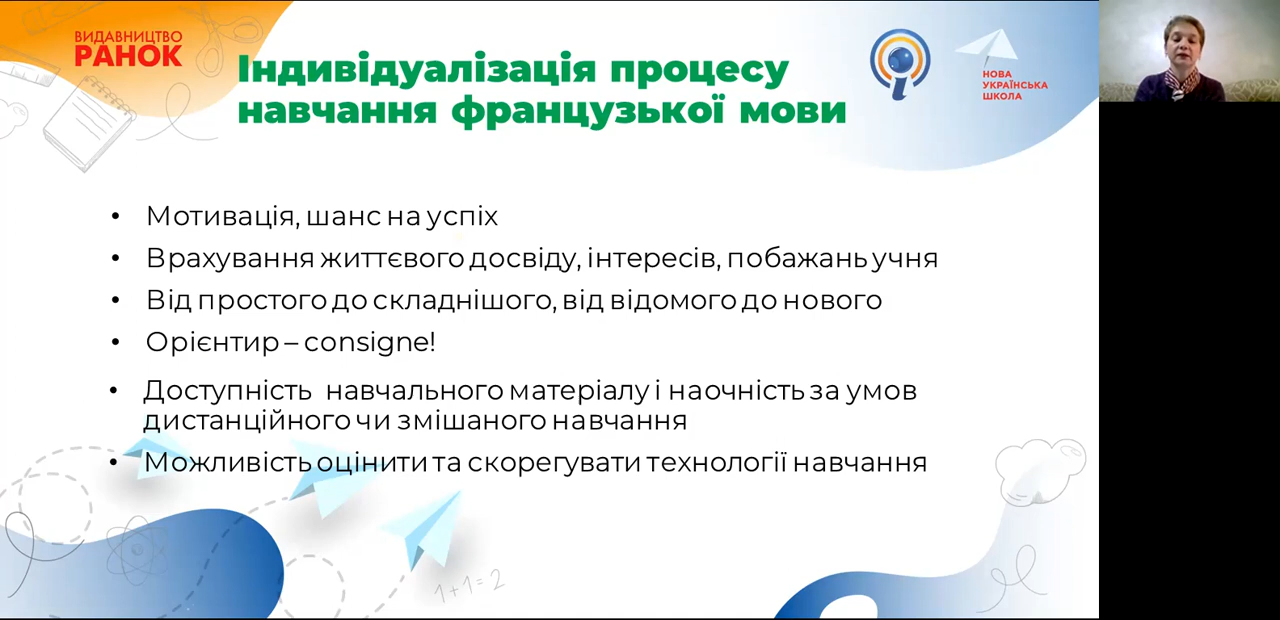 ВИДАВНИЦТВО
РАНОК
Індивідуалізація процесу
навчання французької мови
НОВА
УКРАЇНСЬКА
ШКОЛА
• Мотивація, шанс на успіх
• Врахування життєвого досвіду, інтересів, побажань учня
• Від простого до складнішого, від відомого до нового
• Орієнтир – consigne!
• Доступність навчального матеріалу і наочність за умов
дистанційного чи змішаного навчання
• Можливість оцінити та скорегувати технології навчання
1+1=2